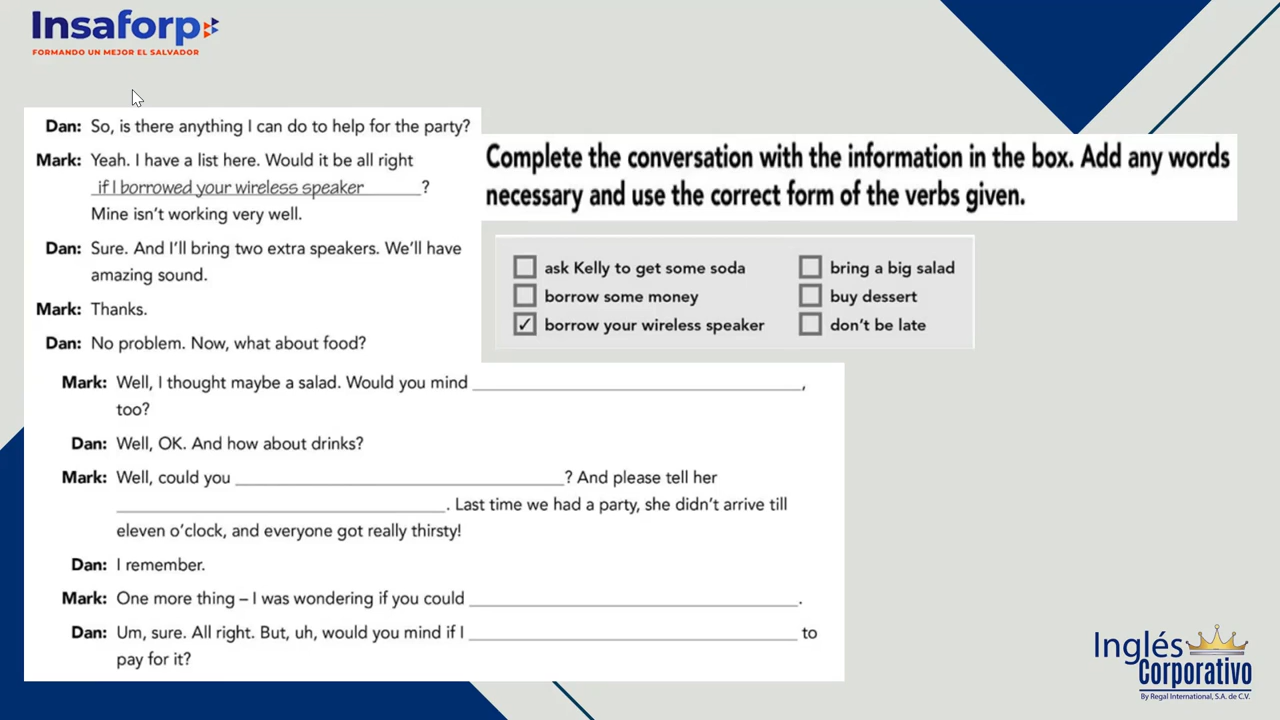 Insaforp
FORMANDO UN MEJOR EL SALVADOR
Dan: So, is there anything I can do to help for the party?
Mark: Yeah. I have a list here. Would it be all right
if I borrowed your wireless speaker ?
Mine isn't working very well.
Dan: Sure. And I'll bring two extra speakers. We'll have
amazing sound.
Mark: Thanks.
Dan: No problem. Now, what about food?
Mark: Well, I thought maybe a salad. Would you mind ,
too?
Dan: Well, OK. And how about drinks?
Mark: Well, could you ? And please tell her
. Last time we had a party, she didn't arrive till
eleven o'clock, and everyone got really thirsty!
Dan: I remember.
Mark: One more thing – I was wondering if you could .
Dan: Um, sure. All right. But, uh, would you mind if I to
pay for it?
Complete the conversation with the information in the box. Add any words
necessary and use the correct form of the verbs given.
ask Kelly to get some soda
borrow some money
✓ borrow your wireless speaker
bring a big salad
buy dessert
don't be late
Inglés
Corporativo
By Regal International, S.A. de C.V.